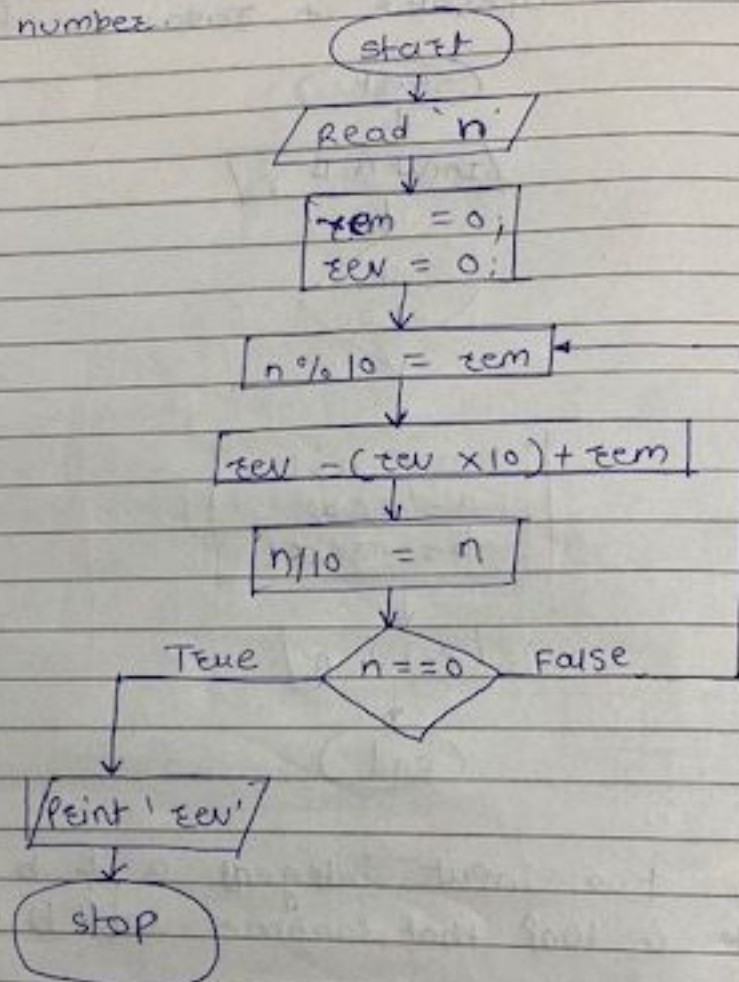 number.
start
Read 'n'
rem = 0;
rev = 0;
n % 10 = rem
rev = (rev × 10) + rem
n/10 = n
True
n == 0
False
Print 'rev'
stop